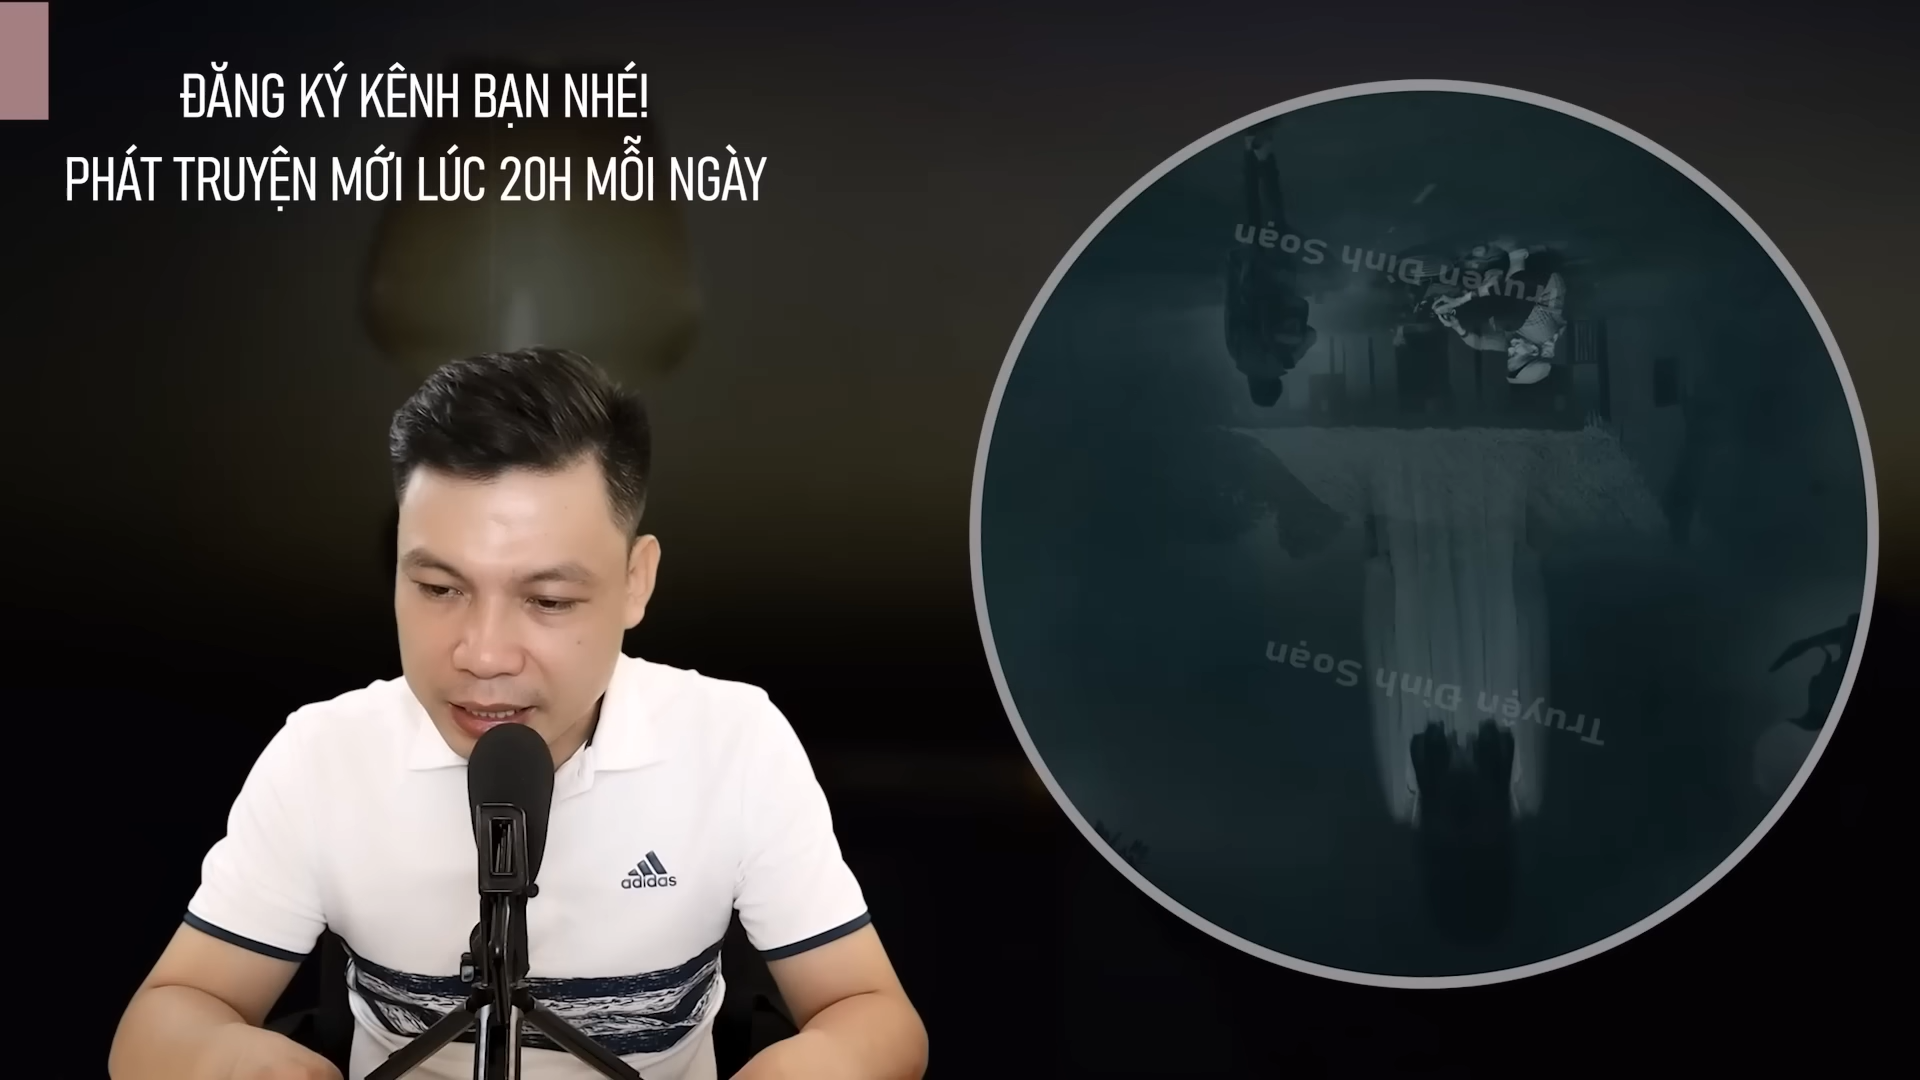 ĐĂNG KÝ KÊNH BẠN NHÉ!
PHÁT TRUYỆN MỚI LÚC 20H MỖI NGÀY
Truyện Đình Soạn
Truyện Đình Soạn
adidas